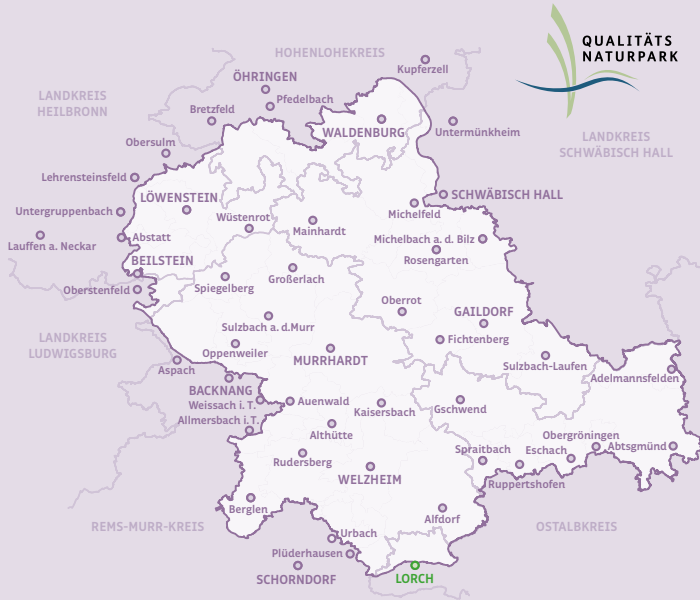 QUALITÄTS
NATURPARK
HOHENLOHEKREIS
Kupferzell
ÖHRINGEN
LANDKREIS
HEILBRONN
Pfedelbach
Bretzfeld
WALDENBURG
Untermünkheim
LANDKREIS
SCHWÄBISCH HALL
Obersulm
Lehrensteinsfeld
LÖWENSTEIN
SCHWÄBISCH HALL
Untergruppenbach
Wüstenrot
Michelfeld
Mainhardt
Abstatt
Michelbach a. d. Bilz
Lauffen a. Neckar
BEILSTEIN
Rosengarten
Großerlach
Oberstenfeld
Spiegelberg
Oberrot
GAILDORF
Sulzbach a. d.Murr
LANDKREIS
LUDWIGSBURG
Fichtenberg
Oppenweiler
MURRHARDT
Aspach
Sulzbach-Laufen
Adelmannsfelden
BACKNANG
Weissach i. T.
Auenwald
Kaisersbach
Gschwend
Allmersbach i.T.
Althütte
Obergröningen
Abtsgmünd
Spraitbach
Eschach
Rudersberg
WELZHEIM
Ruppertshofen
Berglen
Alfdorf
REMS-MURR-KREIS
OSTALBKREIS
Urbach
Plüderhausen
SCHORNDORF
LORCH